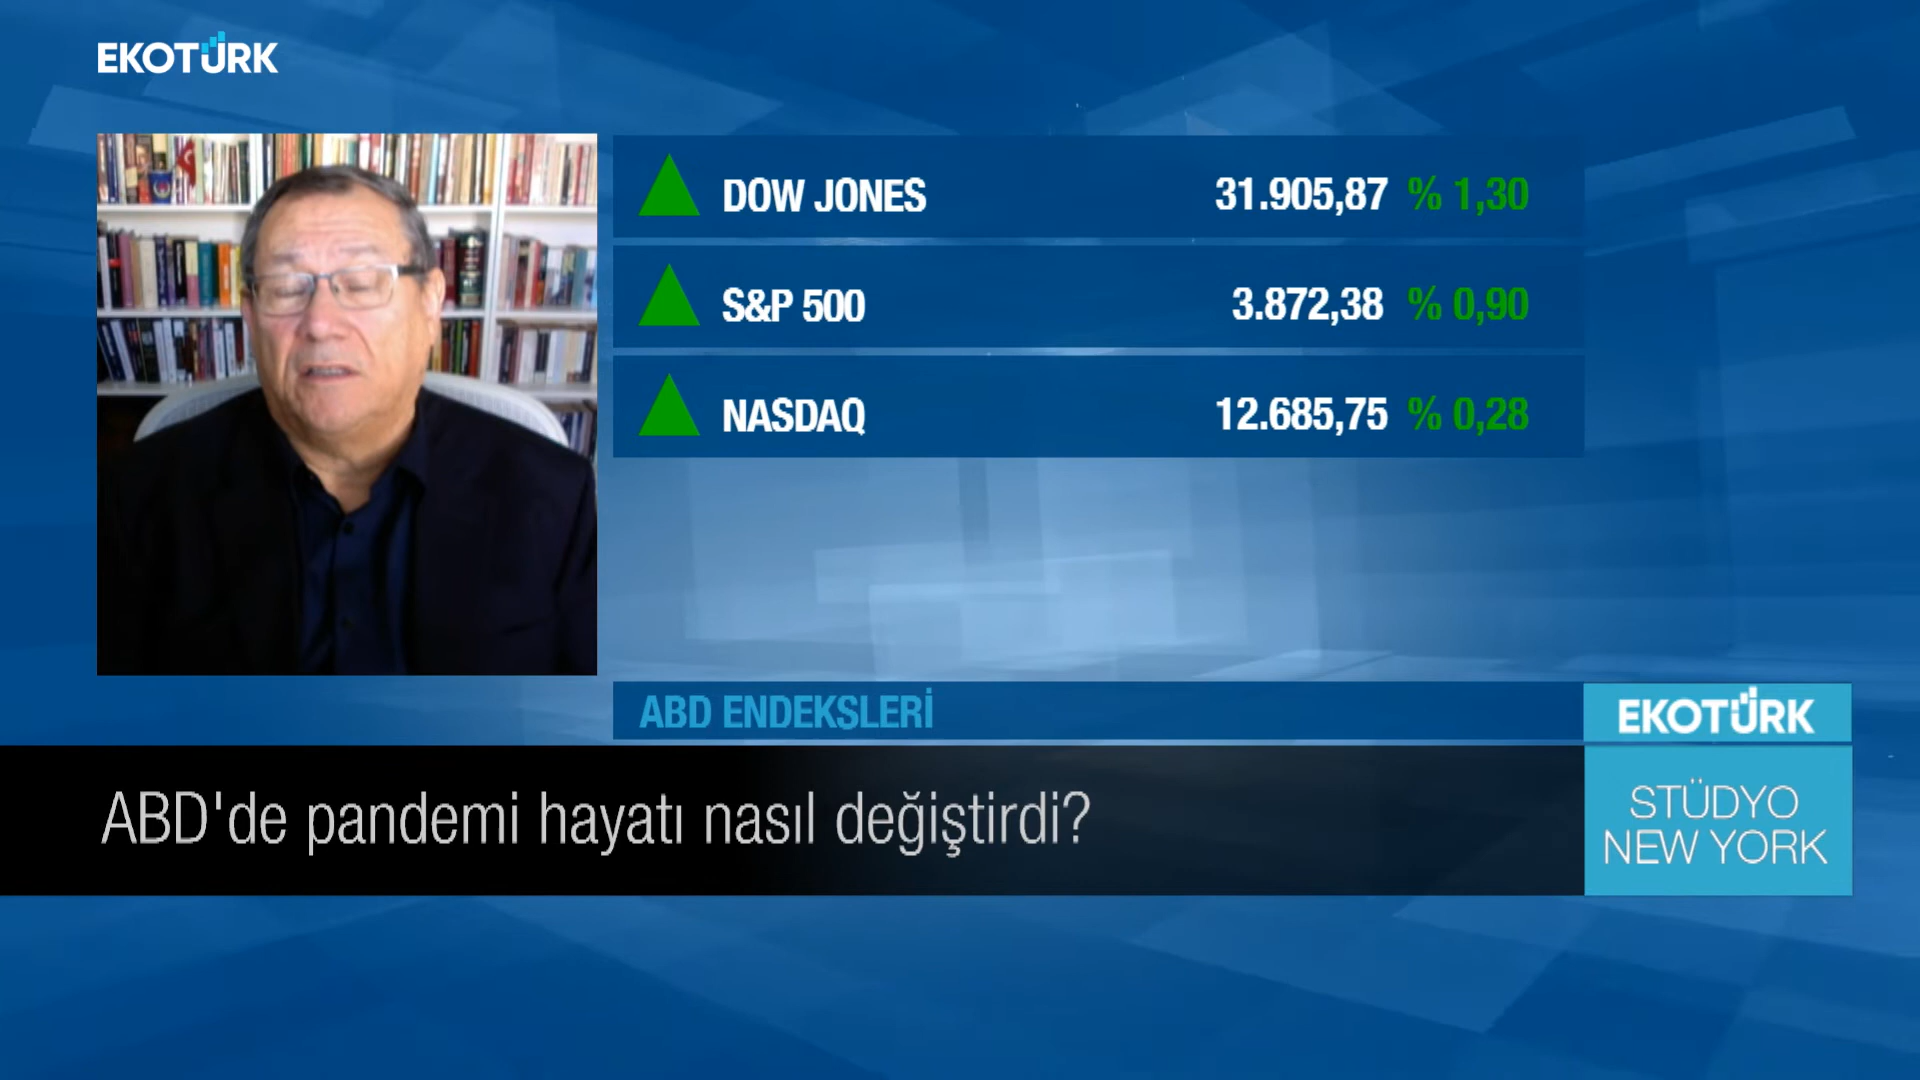 EKOTÜRK
DOW JONES 31.905,87 % 1,30
S&P 500 3.872,38 % 0,90
NASDAQ 12.685,75 % 0,28
ABD ENDEKSLERİ
EKOTÜRK
ABD'de pandemi hayatı nasıl değiştirdi?
STÜDYO
NEW YORK